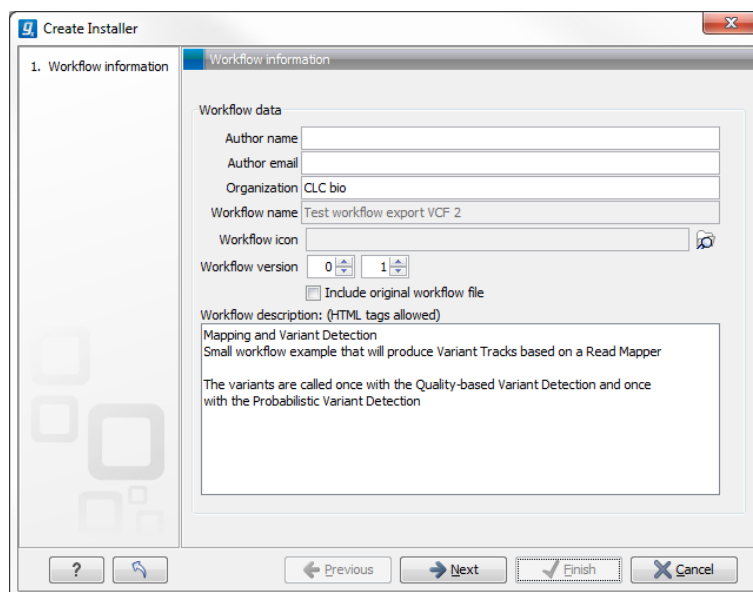 Create Installer
1. Workflow information
Workflow information
Workflow data
Author name
Author email
Organization CLC bio
Workflow name Test workflow export VCF 2
Workflow icon
Workflow version 0 1
Include original workflow file
Workflow description: (HTML tags allowed)
Mapping and Variant Detection
Small workflow example that will produce Variant Tracks based on a Read Mapper
The variants are called once with the Quality-based Variant Detection and once
with the Probabilistic Variant Detection
? Previous Next Finish Cancel